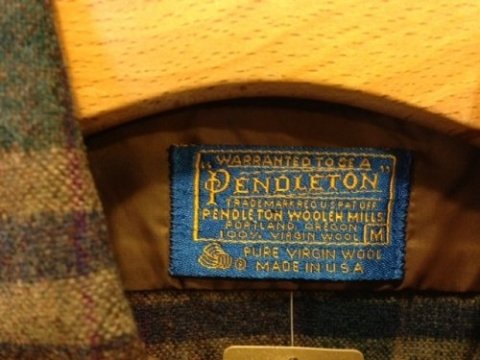 "WARRANTED TO BE A
PENDLETON"
TRADEMARK REG U.S PAT OFF.
PENDLETON WOOLEN MILLS
PORTLAND, OREGON
100% VIRGIN WOOL M
PURE VIRGIN WOOL
MADE IN U.S.A